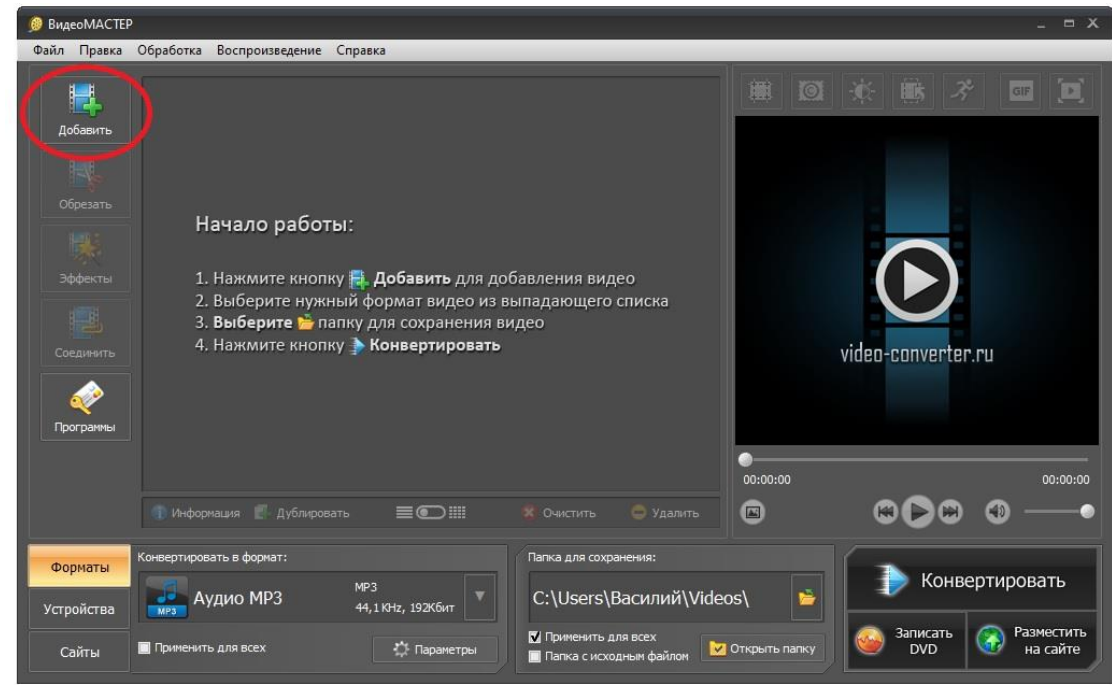 ВидеоМАСТЕР
Файл Правка Обработка Воспроизведение Справка
Добавить
Обрезать
Эффекты
Соединить
Программы
Начало работы:
1. Нажмите кнопку Добавить для добавления видео
2. Выберите нужный формат видео из выпадающего списка
3. Выберите папку для сохранения видео
4. Нажмите кнопку Конвертировать
Информация Дублировать Очистить Удалить
GIF
video-converter.ru
00:00:00 00:00:00
Форматы
Устройства
Сайты
Конвертировать в формат:
MP3
Аудио MP3
MP3
44,1 KHz, 192Кбит
Применить для всех
Параметры
Папка для сохранения:
C:\Users\Василий\Videos\
Применить для всех
Папка с исходным файлом
Открыть папку
Конвертировать
Записать
DVD
Разместить
на сайте